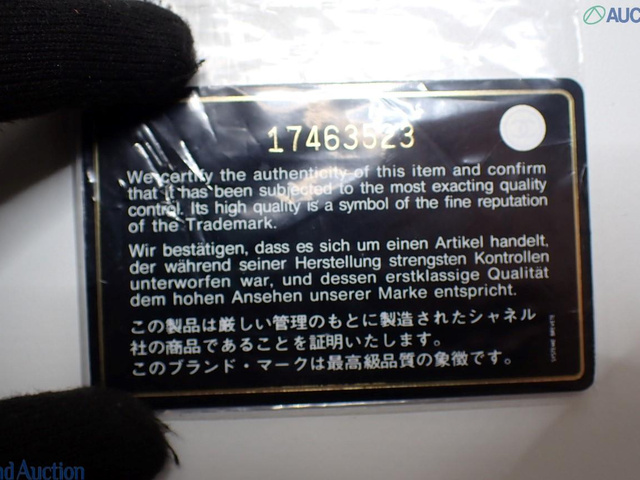 AUC
17463523
We certify the authenticity of this item and confirm
that it has been subjected to the most exacting quality
control. Its high quality is a symbol of the fine reputation
of the Trademark.
Wir bestätigen, dass es sich um einen Artikel handelt,
der während seiner Herstellung strengsten Kontrollen
unterworfen war, und dessen erstklassige Qualität
dem hohen Ansehen unserer Marke entspricht.
この製品は厳しい管理のもとに製造されたシャネル
社の商品であることを証明いたします。
このブランド・マークは最高級品質の象徴です。
SYSTEME BREVETE
nd Auction